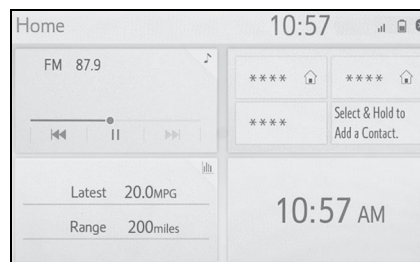 Home 10:57
FM 87.9
**** ****
**** Select & Hold to
Add a Contact.
Latest 20.0MPG
Range 200miles
10:57 AM